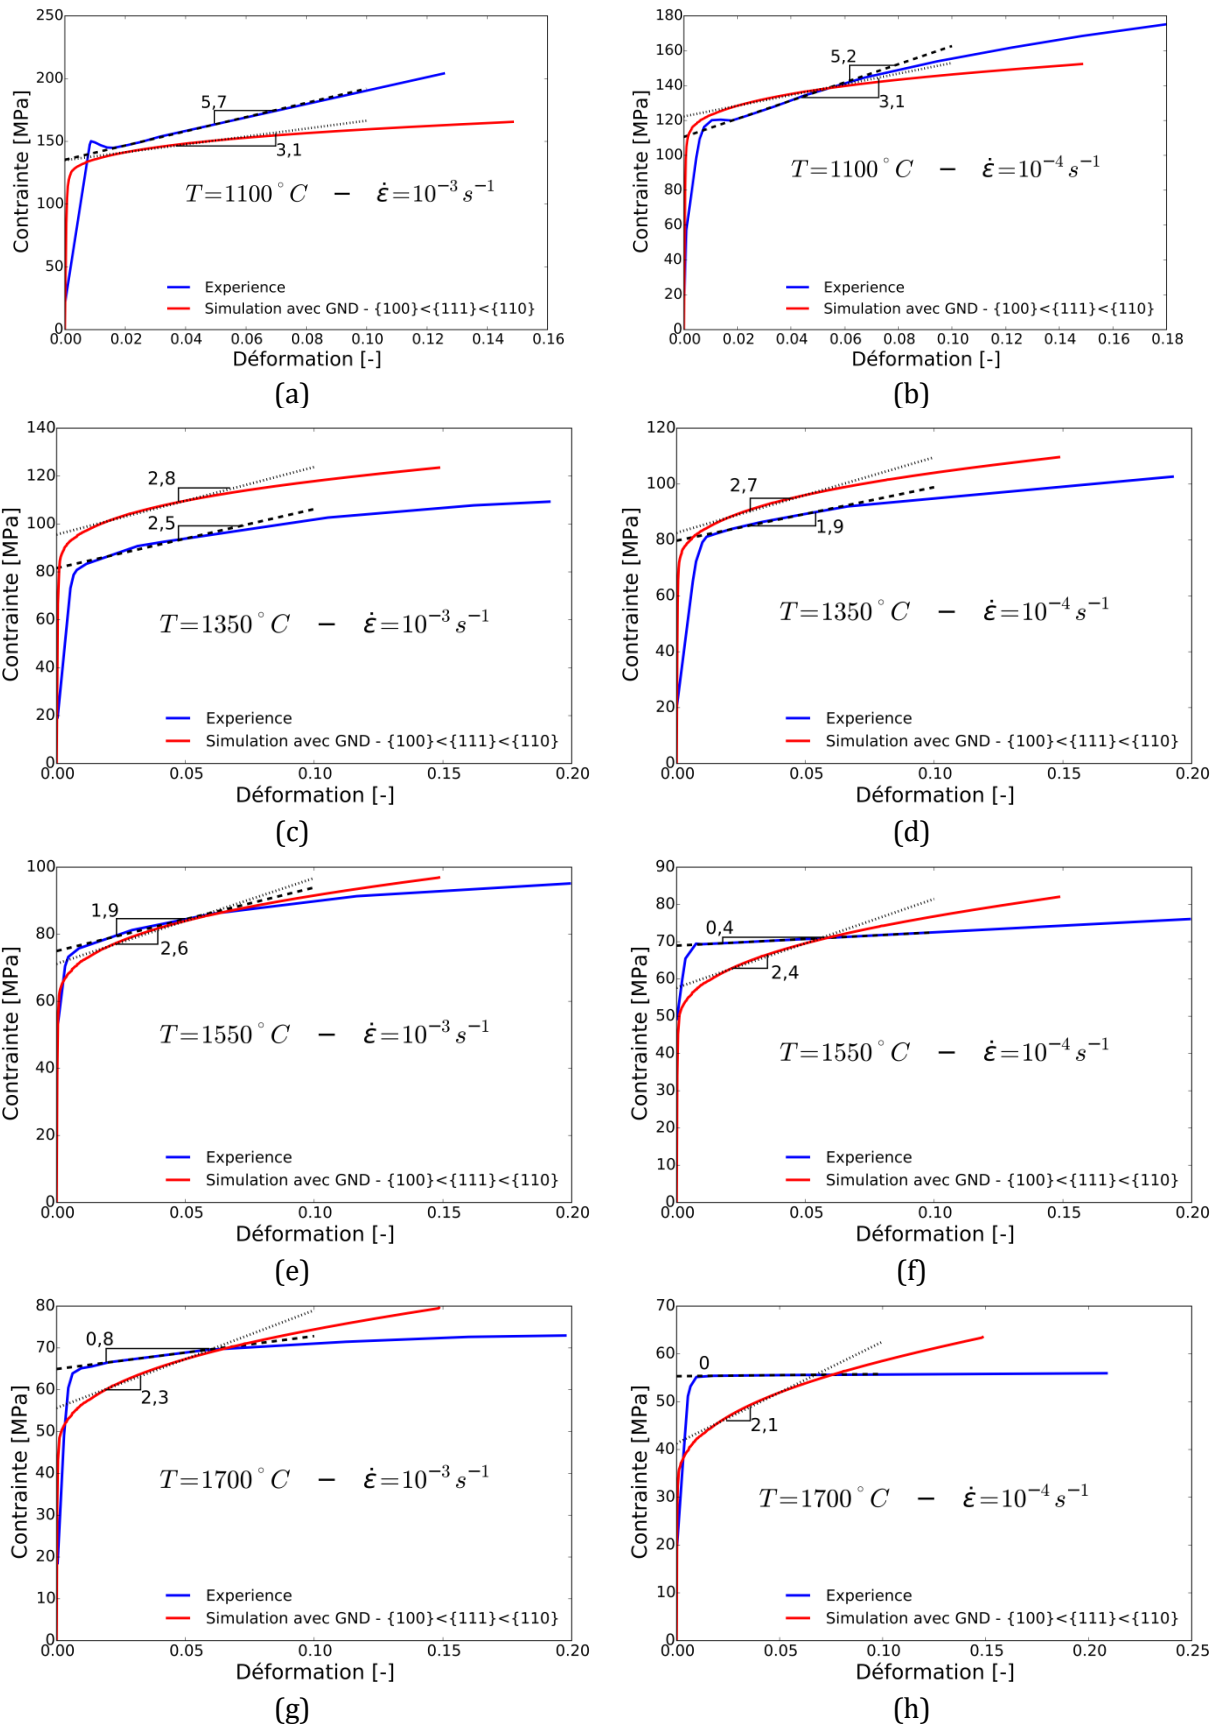 250
200
150
100
50
0
Contrainte [MPa]
5,7
3,1
T=1100°C − ε̇=10⁻³s⁻¹
Experience
Simulation avec GND - {100}<{111}<{110}
0.00 0.02 0.04 0.06 0.08 0.10 0.12 0.14 0.16
Déformation [-]
(a)
180
160
140
120
100
80
60
40
20
0
Contrainte [MPa]
5,2
3,1
T=1100°C − ε̇=10⁻⁴s⁻¹
Experience
Simulation avec GND - {100}<{111}<{110}
0.00 0.02 0.04 0.06 0.08 0.10 0.12 0.14 0.16 0.18
Déformation [-]
(b)
140
120
100
80
60
40
20
0
Contrainte [MPa]
2,8
2,5
T=1350°C − ε̇=10⁻³s⁻¹
Experience
Simulation avec GND - {100}<{111}<{110}
0.00 0.05 0.10 0.15 0.20
Déformation [-]
(c)
120
100
80
60
40
20
0
Contrainte [MPa]
2,7
1,9
T=1350°C − ε̇=10⁻⁴s⁻¹
Experience
Simulation avec GND - {100}<{111}<{110}
0.00 0.05 0.10 0.15 0.20
Déformation [-]
(d)
100
80
60
40
20
0
Contrainte [MPa]
1,9
2,6
T=1550°C − ε̇=10⁻³s⁻¹
Experience
Simulation avec GND - {100}<{111}<{110}
0.00 0.05 0.10 0.15 0.20
Déformation [-]
(e)
90
80
70
60
50
40
30
20
10
0
Contrainte [MPa]
0,4
2,4
T=1550°C − ε̇=10⁻⁴s⁻¹
Experience
Simulation avec GND - {100}<{111}<{110}
0.00 0.05 0.10 0.15 0.20
Déformation [-]
(f)
80
70
60
50
40
30
20
10
0
Contrainte [MPa]
0,8
2,3
T=1700°C − ε̇=10⁻³s⁻¹
Experience
Simulation avec GND - {100}<{111}<{110}
0.00 0.05 0.10 0.15 0.20
Déformation [-]
(g)
70
60
50
40
30
20
10
0
Contrainte [MPa]
0
2,1
T=1700°C − ε̇=10⁻⁴s⁻¹
Experience
Simulation avec GND - {100}<{111}<{110}
0.00 0.05 0.10 0.15 0.20 0.25
Déformation [-]
(h)